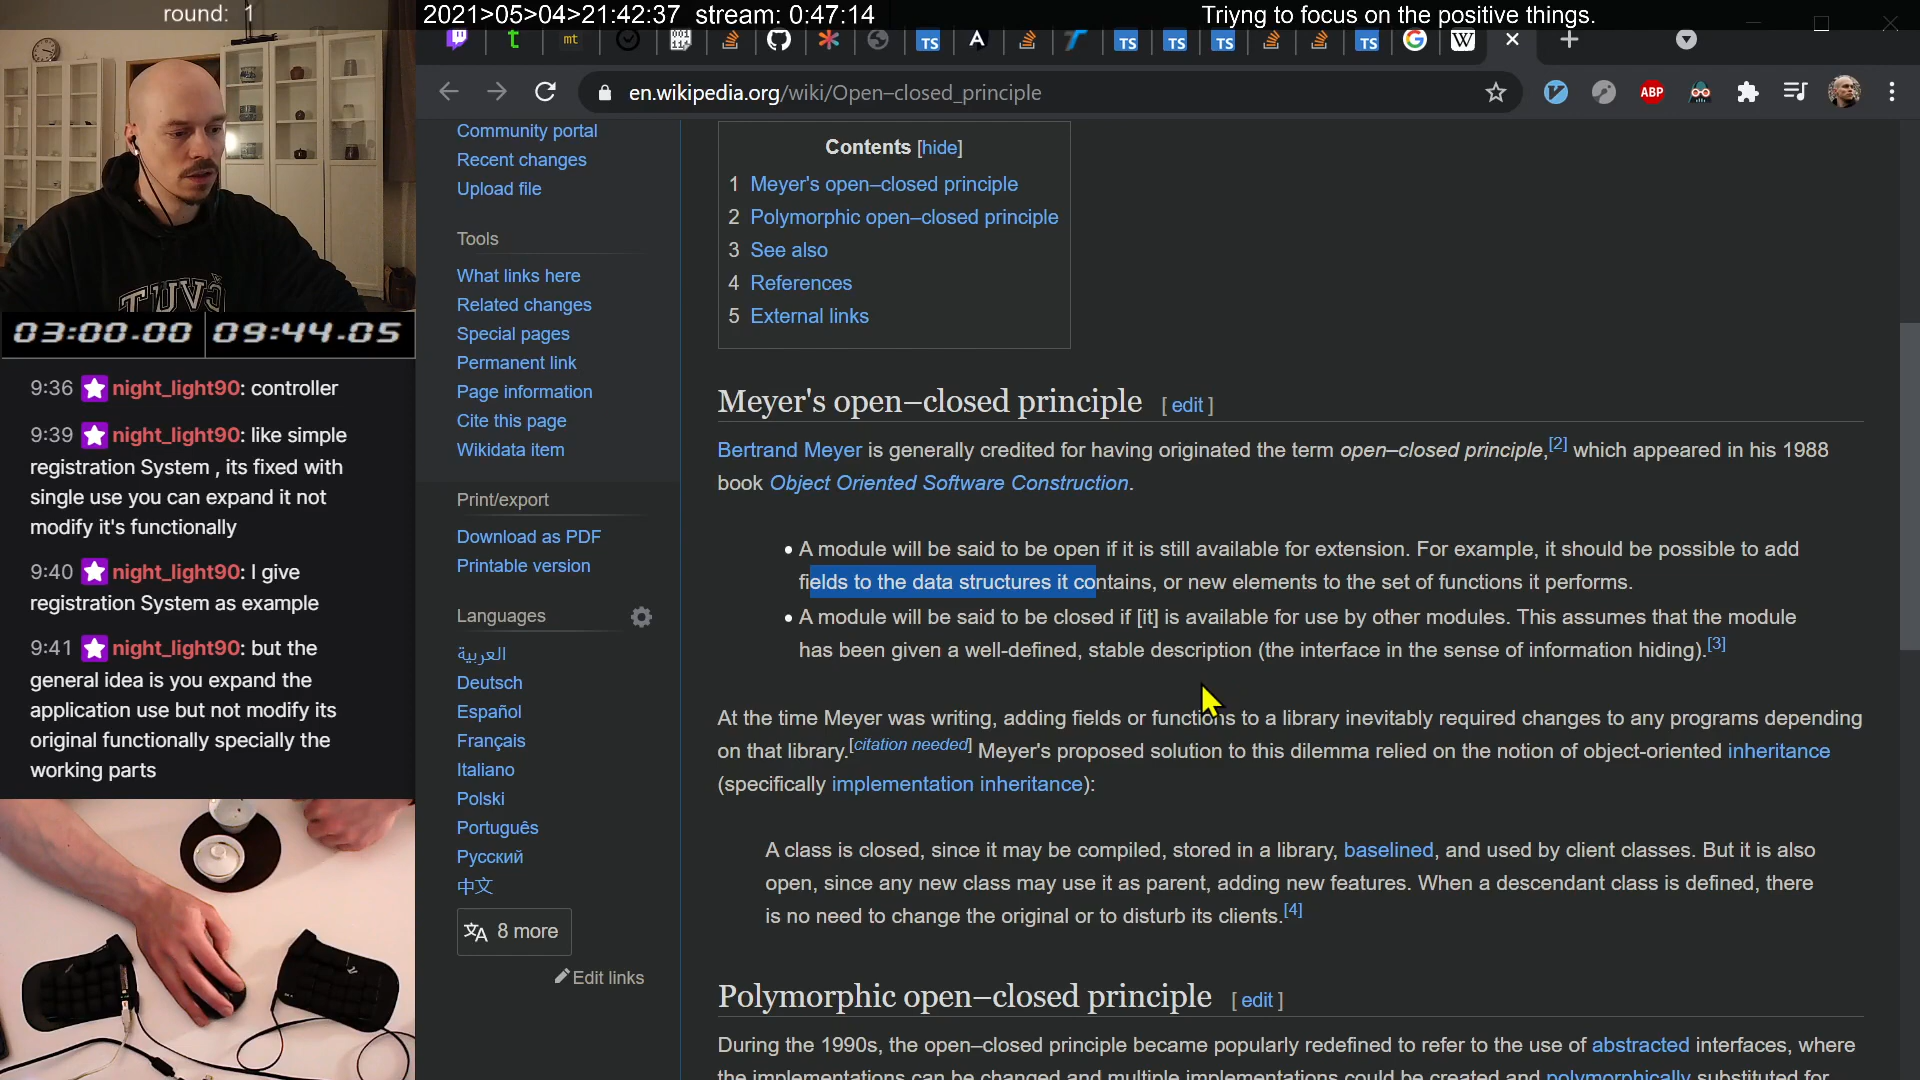 round: 1
2021>05>04>21:42:37 stream: 0:47:14
Triyng to focus on the positive things.
en.wikipedia.org/wiki/Open–closed_principle
ABP
03:00.00 09:44.05
9:36 night_light90: controller
9:39 night_light90: like simple
registration System , its fixed with
single use you can expand it not
modify it's functionally
9:40 night_light90: I give
registration System as example
9:41 night_light90: but the
general idea is you expand the
application use but not modify its
original functionally specially the
working parts
Community portal
Recent changes
Upload file
Tools
What links here
Related changes
Special pages
Permanent link
Page information
Cite this page
Wikidata item
Print/export
Download as PDF
Printable version
Languages
العربية
Deutsch
Español
Français
Italiano
Polski
Português
Русский
中文
8 more
Edit links
Contents [hide]
1 Meyer's open–closed principle
2 Polymorphic open–closed principle
3 See also
4 References
5 External links
Meyer's open–closed principle [ edit ]
Bertrand Meyer is generally credited for having originated the term open–closed principle,[2] which appeared in his 1988
book Object Oriented Software Construction.
• A module will be said to be open if it is still available for extension. For example, it should be possible to add
fields to the data structures it contains, or new elements to the set of functions it performs.
• A module will be said to be closed if [it] is available for use by other modules. This assumes that the module
has been given a well-defined, stable description (the interface in the sense of information hiding).[3]
At the time Meyer was writing, adding fields or functions to a library inevitably required changes to any programs depending
on that library.[citation needed] Meyer's proposed solution to this dilemma relied on the notion of object-oriented inheritance
(specifically implementation inheritance):
A class is closed, since it may be compiled, stored in a library, baselined, and used by client classes. But it is also
open, since any new class may use it as parent, adding new features. When a descendant class is defined, there
is no need to change the original or to disturb its clients.[4]
Polymorphic open–closed principle [ edit ]
During the 1990s, the open–closed principle became popularly redefined to refer to the use of abstracted interfaces, where
the implementations can be changed and multiple implementations could be created and polymorphically substituted for